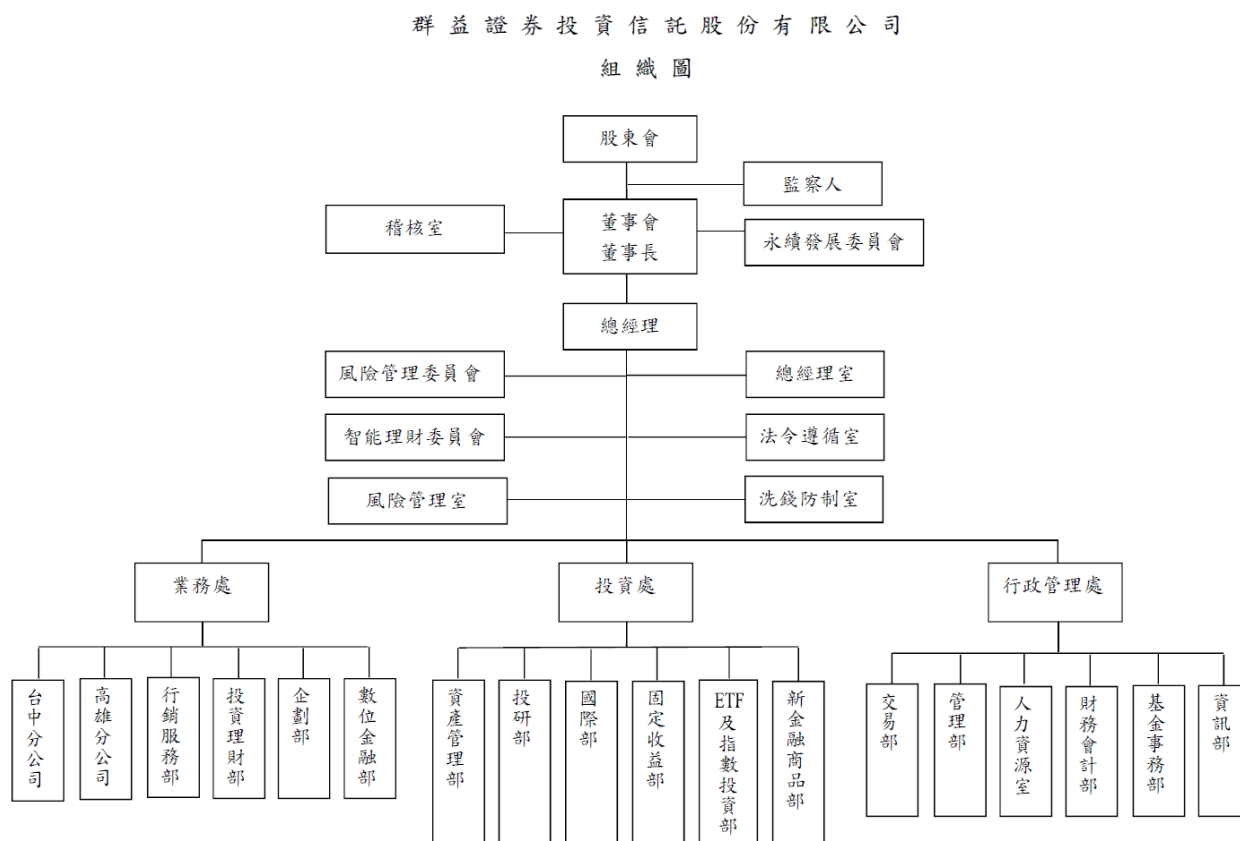 群益證券投資信託股份有限公司
組織圖
股東會
監察人
稽核室
董事會
董事長
永續發展委員會
總經理
風險管理委員會
總經理室
智能理財委員會
法令遵循室
風險管理室
洗錢防制室
業務處
投資處
行政管理處
台中分公司
高雄分公司
行銷服務部
投資理財部
企劃部
數位金融部
資產管理部
投研部
國際部
固定收益部
ETF及指數投資部
新金融商品部
交易部
管理部
人力資源室
財務會計部
基金事務部
資訊部